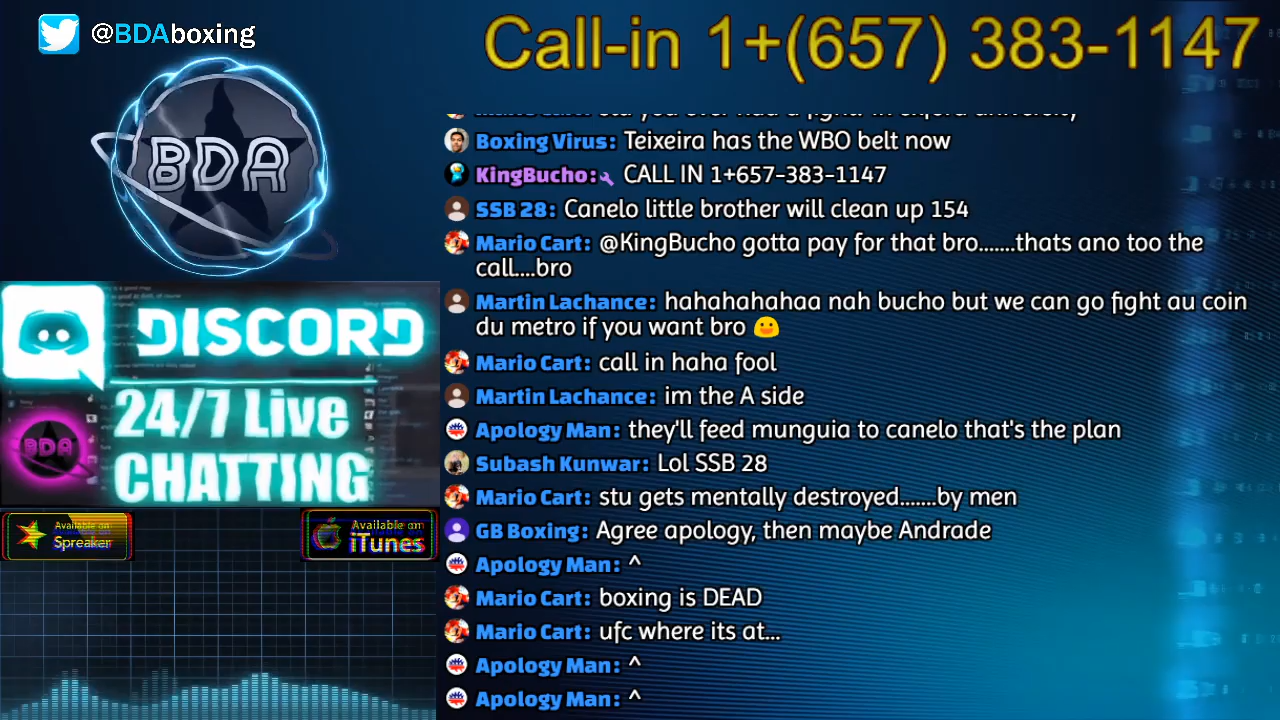 @BDAboxing
Call-in 1+(657) 383-1147
BDA
Boxing Virus: Teixeira has the WBO belt now
KingBucho: CALL IN 1+657-383-1147
SSB 28: Canelo little brother will clean up 154
Mario Cart: @KingBucho gotta pay for that bro.......thats ano too the
call....bro
Martin Lachance: hahahahahaa nah bucho but we can go fight au coin
du metro if you want bro
Mario Cart: call in haha fool
Martin Lachance: im the A side
Apology Man: they'll feed munguia to canelo that's the plan
Subash Kunwar: Lol SSB 28
Mario Cart: stu gets mentally destroyed.......by men
GB Boxing: Agree apology, then maybe Andrade
Apology Man: ^
Mario Cart: boxing is DEAD
Mario Cart: ufc where its at...
Apology Man: ^
Apology Man: ^
DISCORD
24/7 Live
CHATTING
BDA
Available on
Spreaker
Available on
iTunes